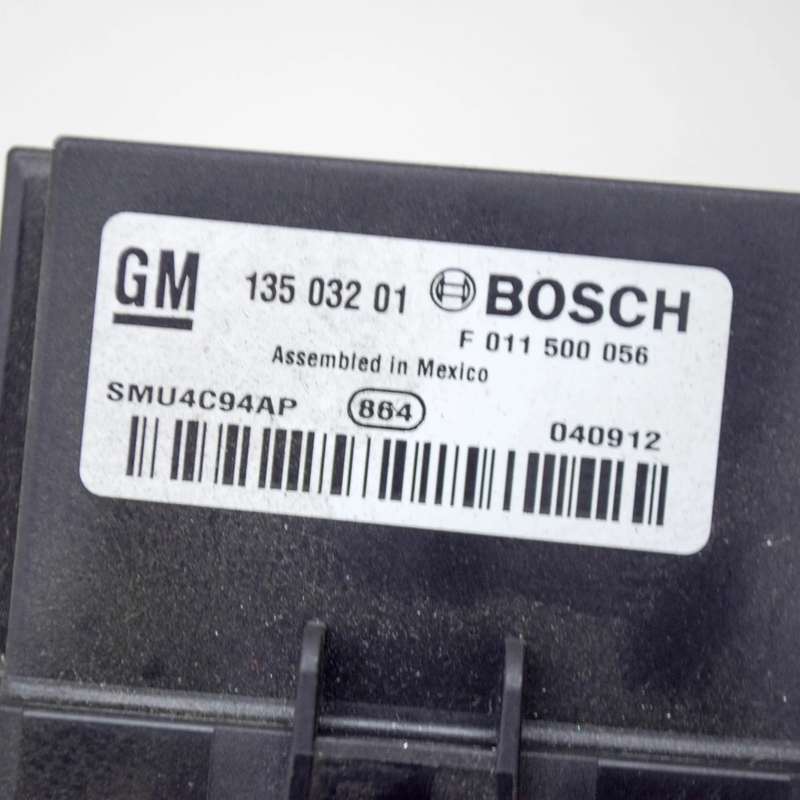 GM 135 032 01 BOSCH
F 011 500 056
Assembled in Mexico
SMU4C94AP 864 040912